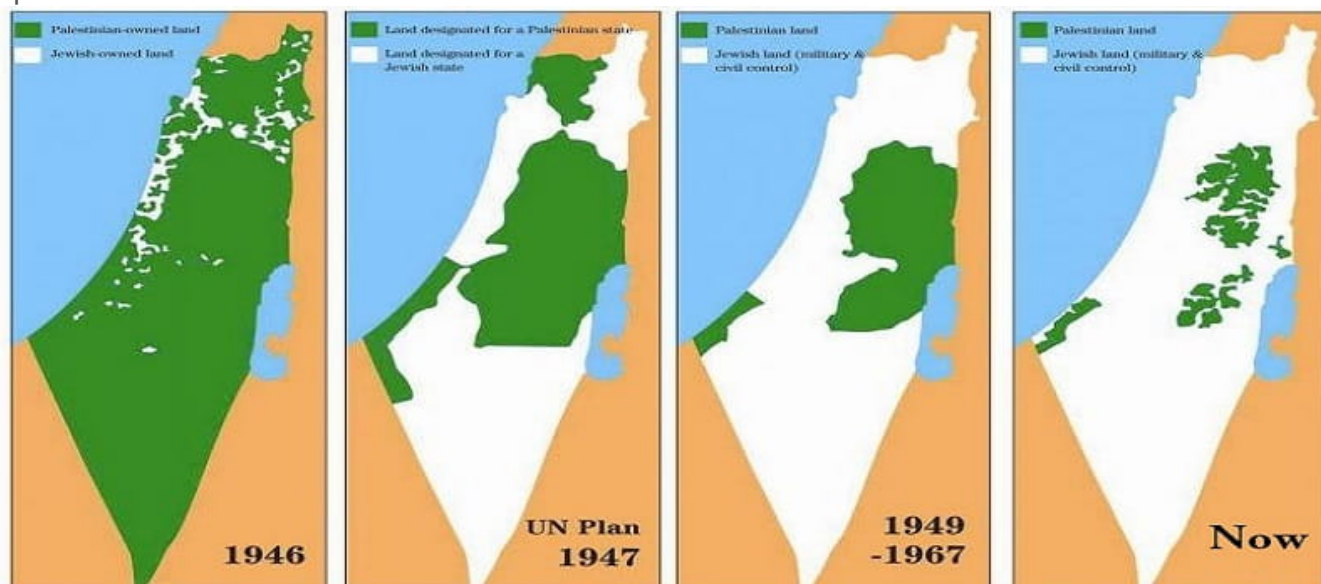 Palestinian-owned land
Jewish-owned land
1946
Land designated for a Palestinian state
Land designated for a
Jewish state
UN Plan
1947
Palestinian land
Jewish land (military &
civil control)
1949
-1967
Palestinian land
Jewish land (military &
civil control)
Now